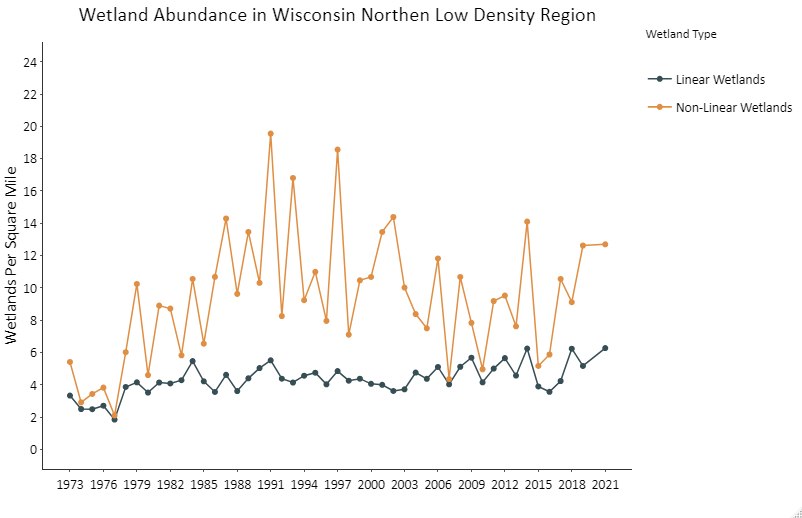 Wetland Abundance in Wisconsin Northen Low Density Region
Wetland Type
Linear Wetlands
Non-Linear Wetlands
Wetlands Per Square Mile
24
22
20
18
16
14
12
10
8
6
4
2
0
1973 1976 1979 1982 1985 1988 1991 1994 1997 2000 2003 2006 2009 2012 2015 2018 2021